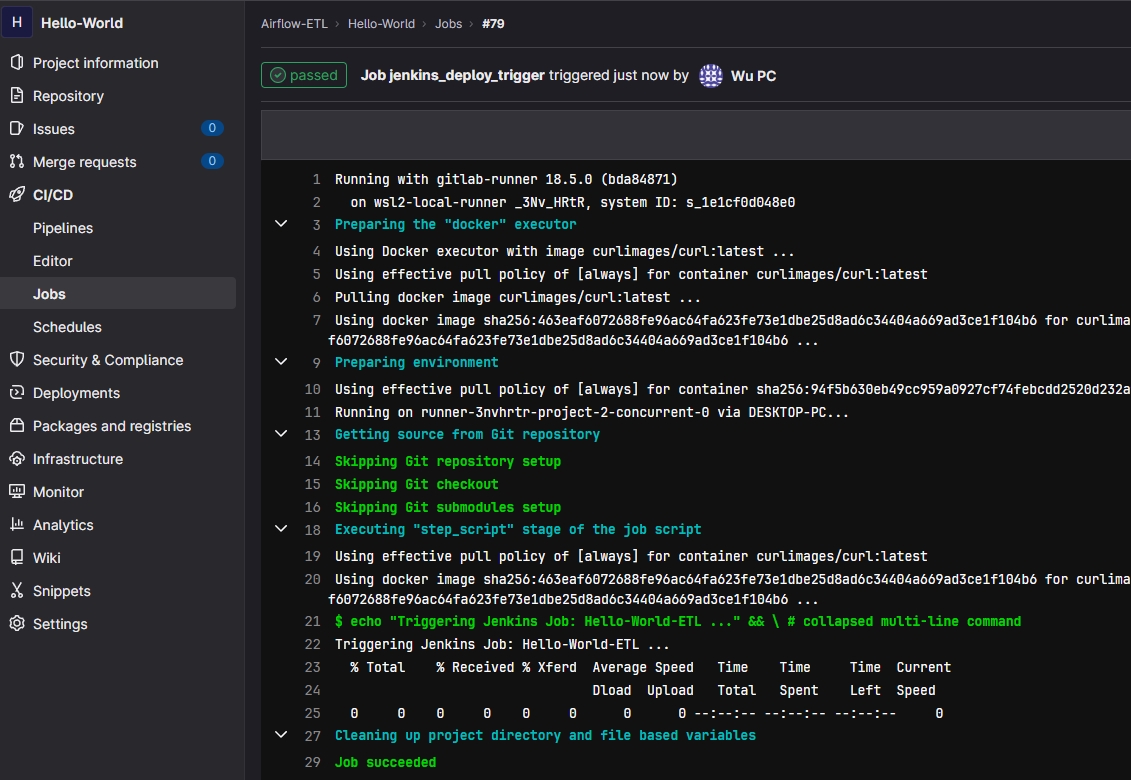 H Hello-World
Project information
Repository
Issues 0
Merge requests 0
CI/CD
Pipelines
Editor
Jobs
Schedules
Security & Compliance
Deployments
Packages and registries
Infrastructure
Monitor
Analytics
Wiki
Snippets
Settings
Airflow-ETL › Hello-World › Jobs › #79
passed Job jenkins_deploy_trigger triggered just now by Wu PC
1 Running with gitlab-runner 18.5.0 (bda84871)
2 on wsl2-local-runner _3Nv_HRtR, system ID: s_1e1cf0d048e0
3 Preparing the "docker" executor
4 Using Docker executor with image curlimages/curl:latest ...
5 Using effective pull policy of [always] for container curlimages/curl:latest
6 Pulling docker image curlimages/curl:latest ...
7 Using docker image sha256:463eaf6072688fe96ac64fa623fe73e1dbe25d8ad6c34404a669ad3ce1f104b6 for curlima
f6072688fe96ac64fa623fe73e1dbe25d8ad6c34404a669ad3ce1f104b6 ...
9 Preparing environment
10 Using effective pull policy of [always] for container sha256:94f5b630eb49cc959a0927cf74febcdd2520d232a
11 Running on runner-3nvhrtr-project-2-concurrent-0 via DESKTOP-PC...
13 Getting source from Git repository
14 Skipping Git repository setup
15 Skipping Git checkout
16 Skipping Git submodules setup
18 Executing "step_script" stage of the job script
19 Using effective pull policy of [always] for container curlimages/curl:latest
20 Using docker image sha256:463eaf6072688fe96ac64fa623fe73e1dbe25d8ad6c34404a669ad3ce1f104b6 for curlima
f6072688fe96ac64fa623fe73e1dbe25d8ad6c34404a669ad3ce1f104b6 ...
21 $ echo "Triggering Jenkins Job: Hello-World-ETL ..." && \ # collapsed multi-line command
22 Triggering Jenkins Job: Hello-World-ETL ...
23 % Total % Received % Xferd Average Speed Time Time Time Current
24 Dload Upload Total Spent Left Speed
25 0 0 0 0 0 0 0 0 --:--:-- --:--:-- --:--:-- 0
27 Cleaning up project directory and file based variables
29 Job succeeded